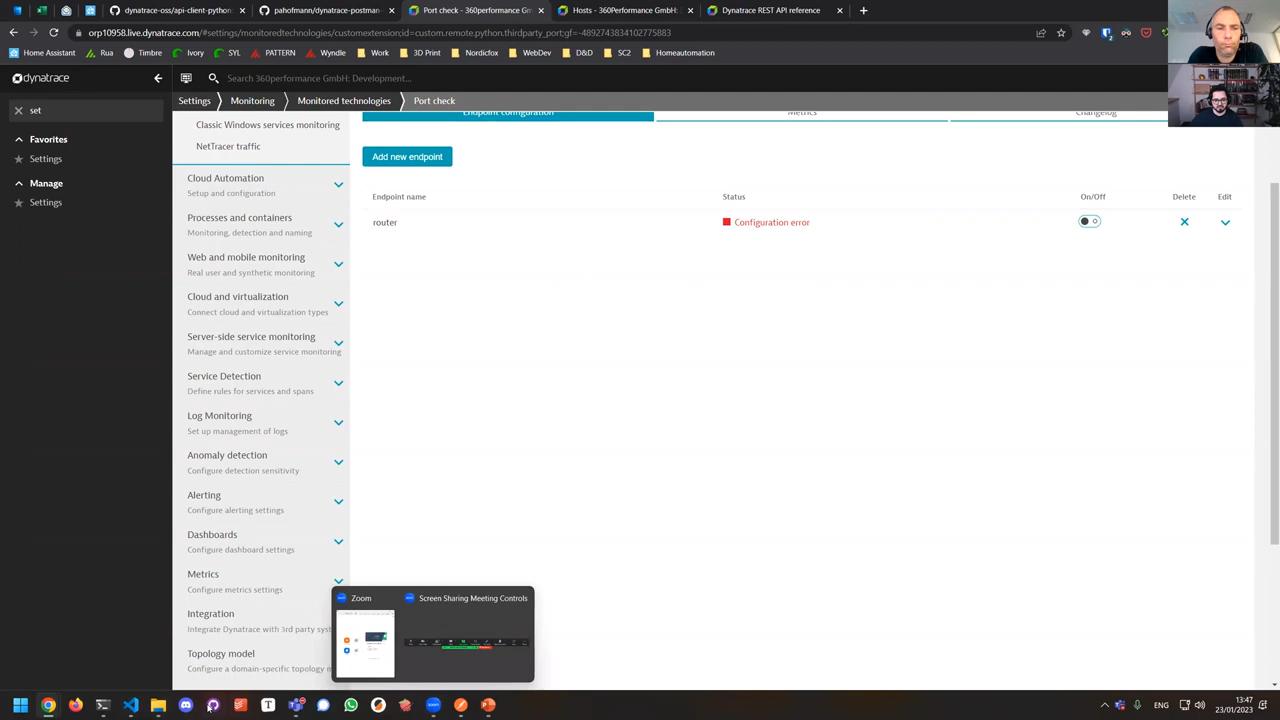 dynatrace-oss/api-client-python
Port check - 360performance Gm
Hosts - 360Performance GmbH: D
Dynatrace REST API reference
orp10958.live.dynatrace.com/#settings/monitoredtechnologies/customextension;id=custom.remote.python.thirdparty_port;gf=-4892743834102775883
Home Assistant
Rua
Timbre
Ivory
SYL
PATTERN
Wyndle
Work
3D Print
Nordicfox
WebDev
D&D
SC2
Homeautomation
dynatrace
Search 360performance GmbH: Development...
set
Settings
Monitoring
Monitored technologies
Port check
Favorites
Settings
Manage
Settings
Classic Windows services monitoring
NetTracer traffic
Cloud Automation
Setup and configuration
Processes and containers
Monitoring, detection and naming
Web and mobile monitoring
Real user and synthetic monitoring
Cloud and virtualization
Connect cloud and virtualization types
Server-side service monitoring
Manage and customize service monitoring
Service Detection
Define rules for services and spans
Log Monitoring
Set up management of logs
Anomaly detection
Configure detection sensitivity
Alerting
Configure alerting settings
Dashboards
Configure dashboard settings
Metrics
Configure metrics settings
Integration
Integrate Dynatrace with 3rd party syst
Topology model
Configure a domain-specific topology m
Endpoint configuration
Metrics
Changelog
Add new endpoint
Endpoint name
Status
On/Off
Delete
Edit
router
Configuration error
Zoom
Screen Sharing Meeting Controls
13:47
23/01/2023